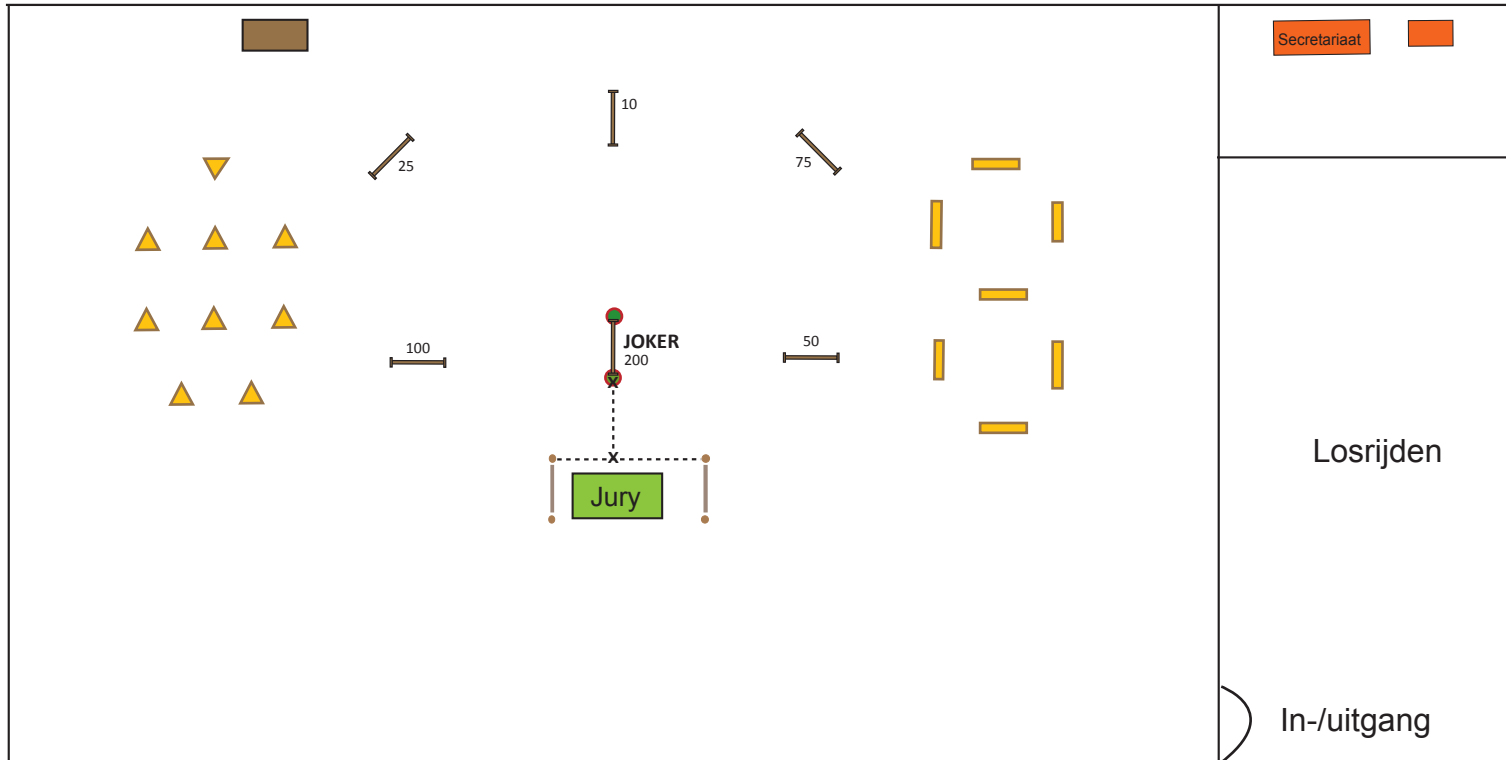 Secretariaat
10
25
75
JOKER
200
100
50
x
x
Jury
Losrijden
In-/uitgang